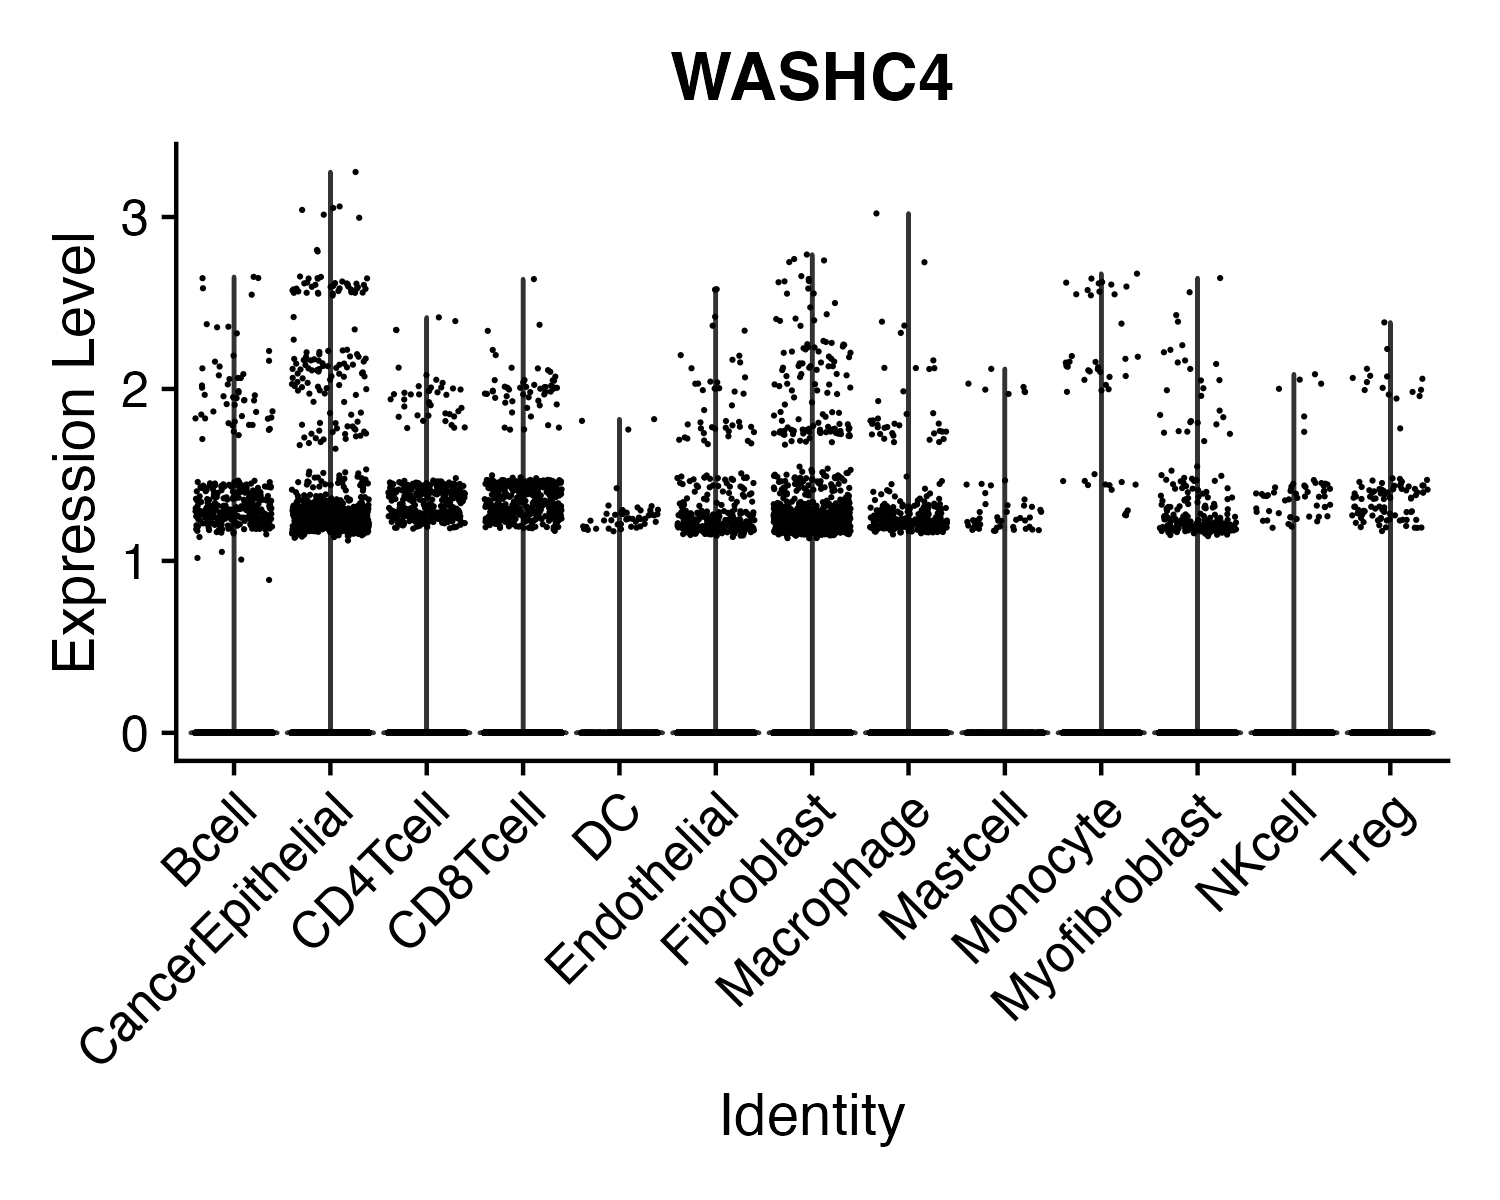 WASHC4
Expression Level
3
2
1
0
Bcell
CancerEpithelial
CD4Tcell
CD8Tcell
DC
Endothelial
Fibroblast
Macrophage
Mastcell
Monocyte
Myofibroblast
NKcell
Treg
Identity